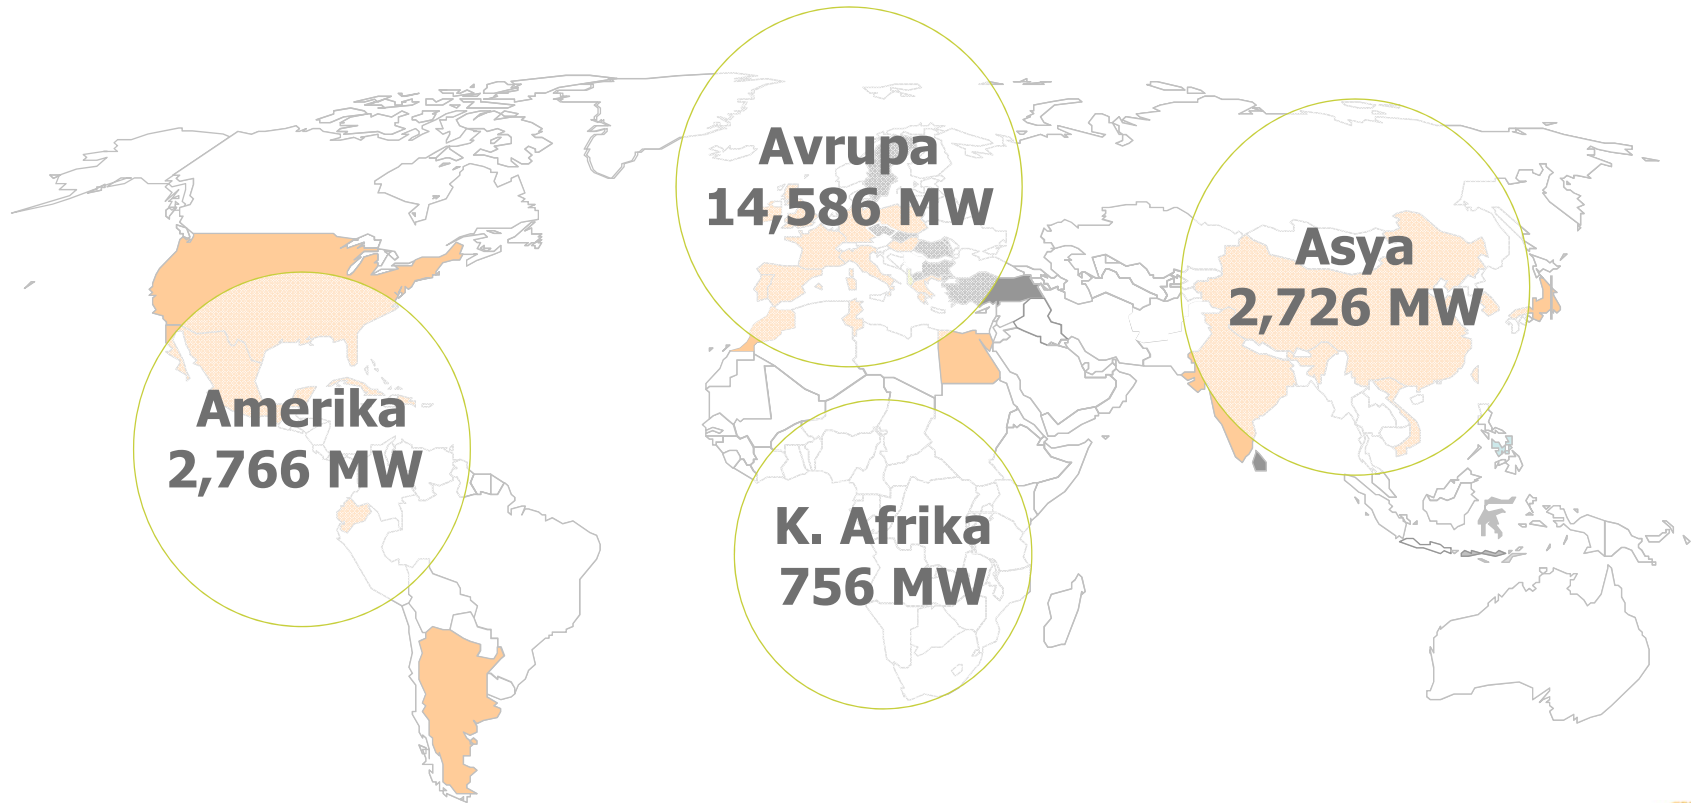 Avrupa
14,586 MW
Asya
2,726 MW
Amerika
2,766 MW
K. Afrika
756 MW